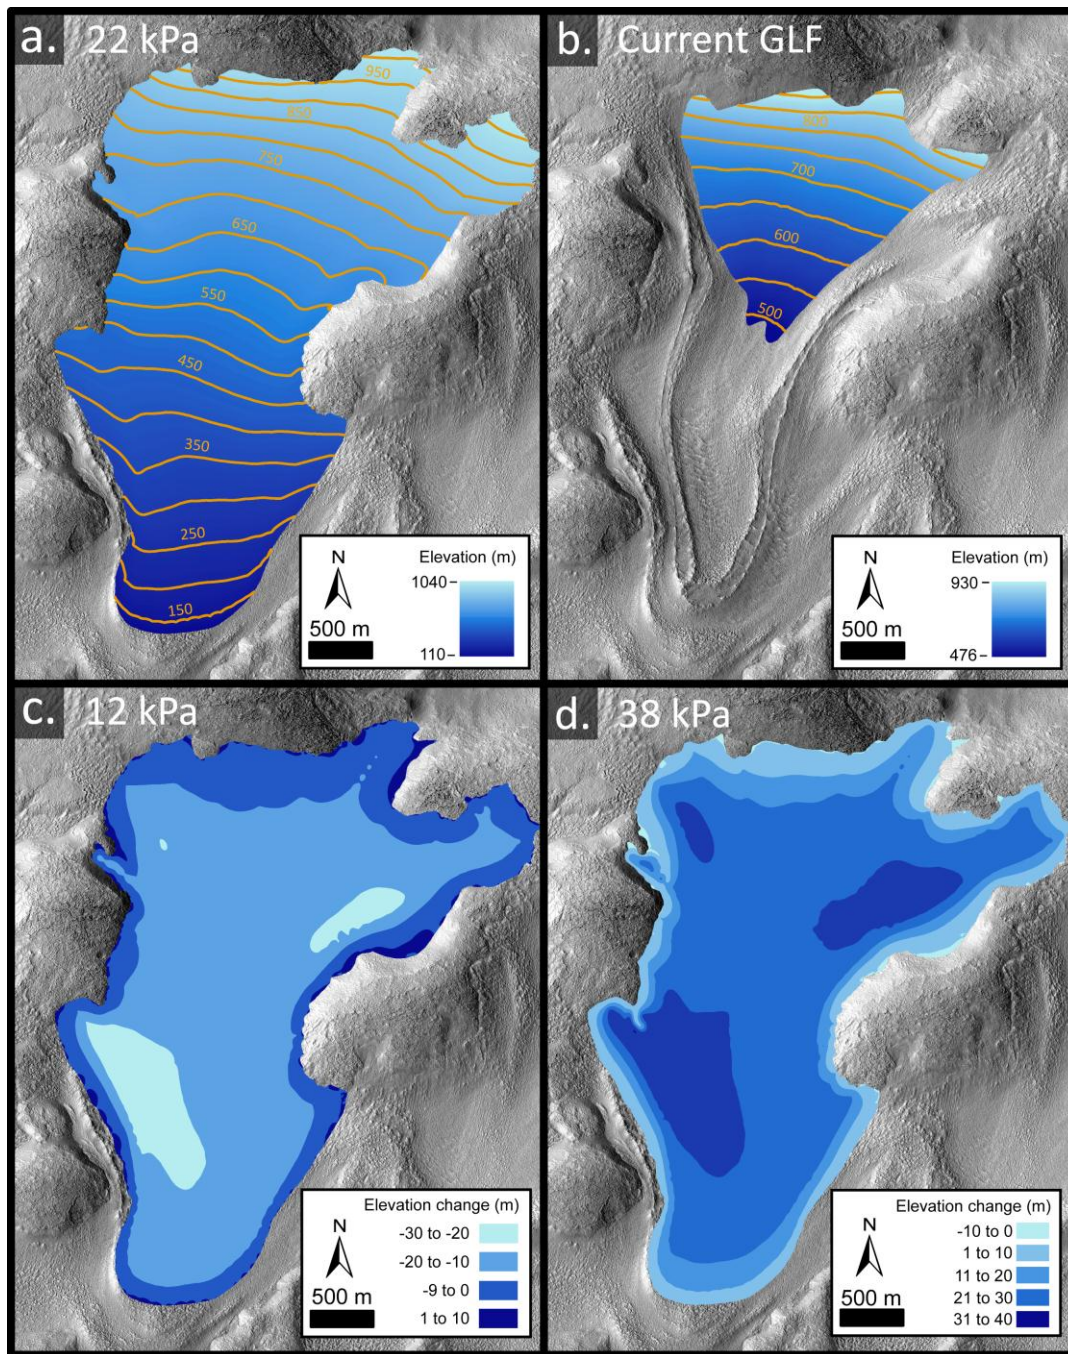 a. 22 kPa
950
850
750
650
550
450
350
250
150
N
500 m
Elevation (m)
1040
110
b. Current GLF
800
700
600
500
N
500 m
Elevation (m)
930
476
c. 12 kPa
N
500 m
Elevation change (m)
-30 to -20
-20 to -10
-9 to 0
1 to 10
d. 38 kPa
N
500 m
Elevation change (m)
-10 to 0
1 to 10
11 to 20
21 to 30
31 to 40